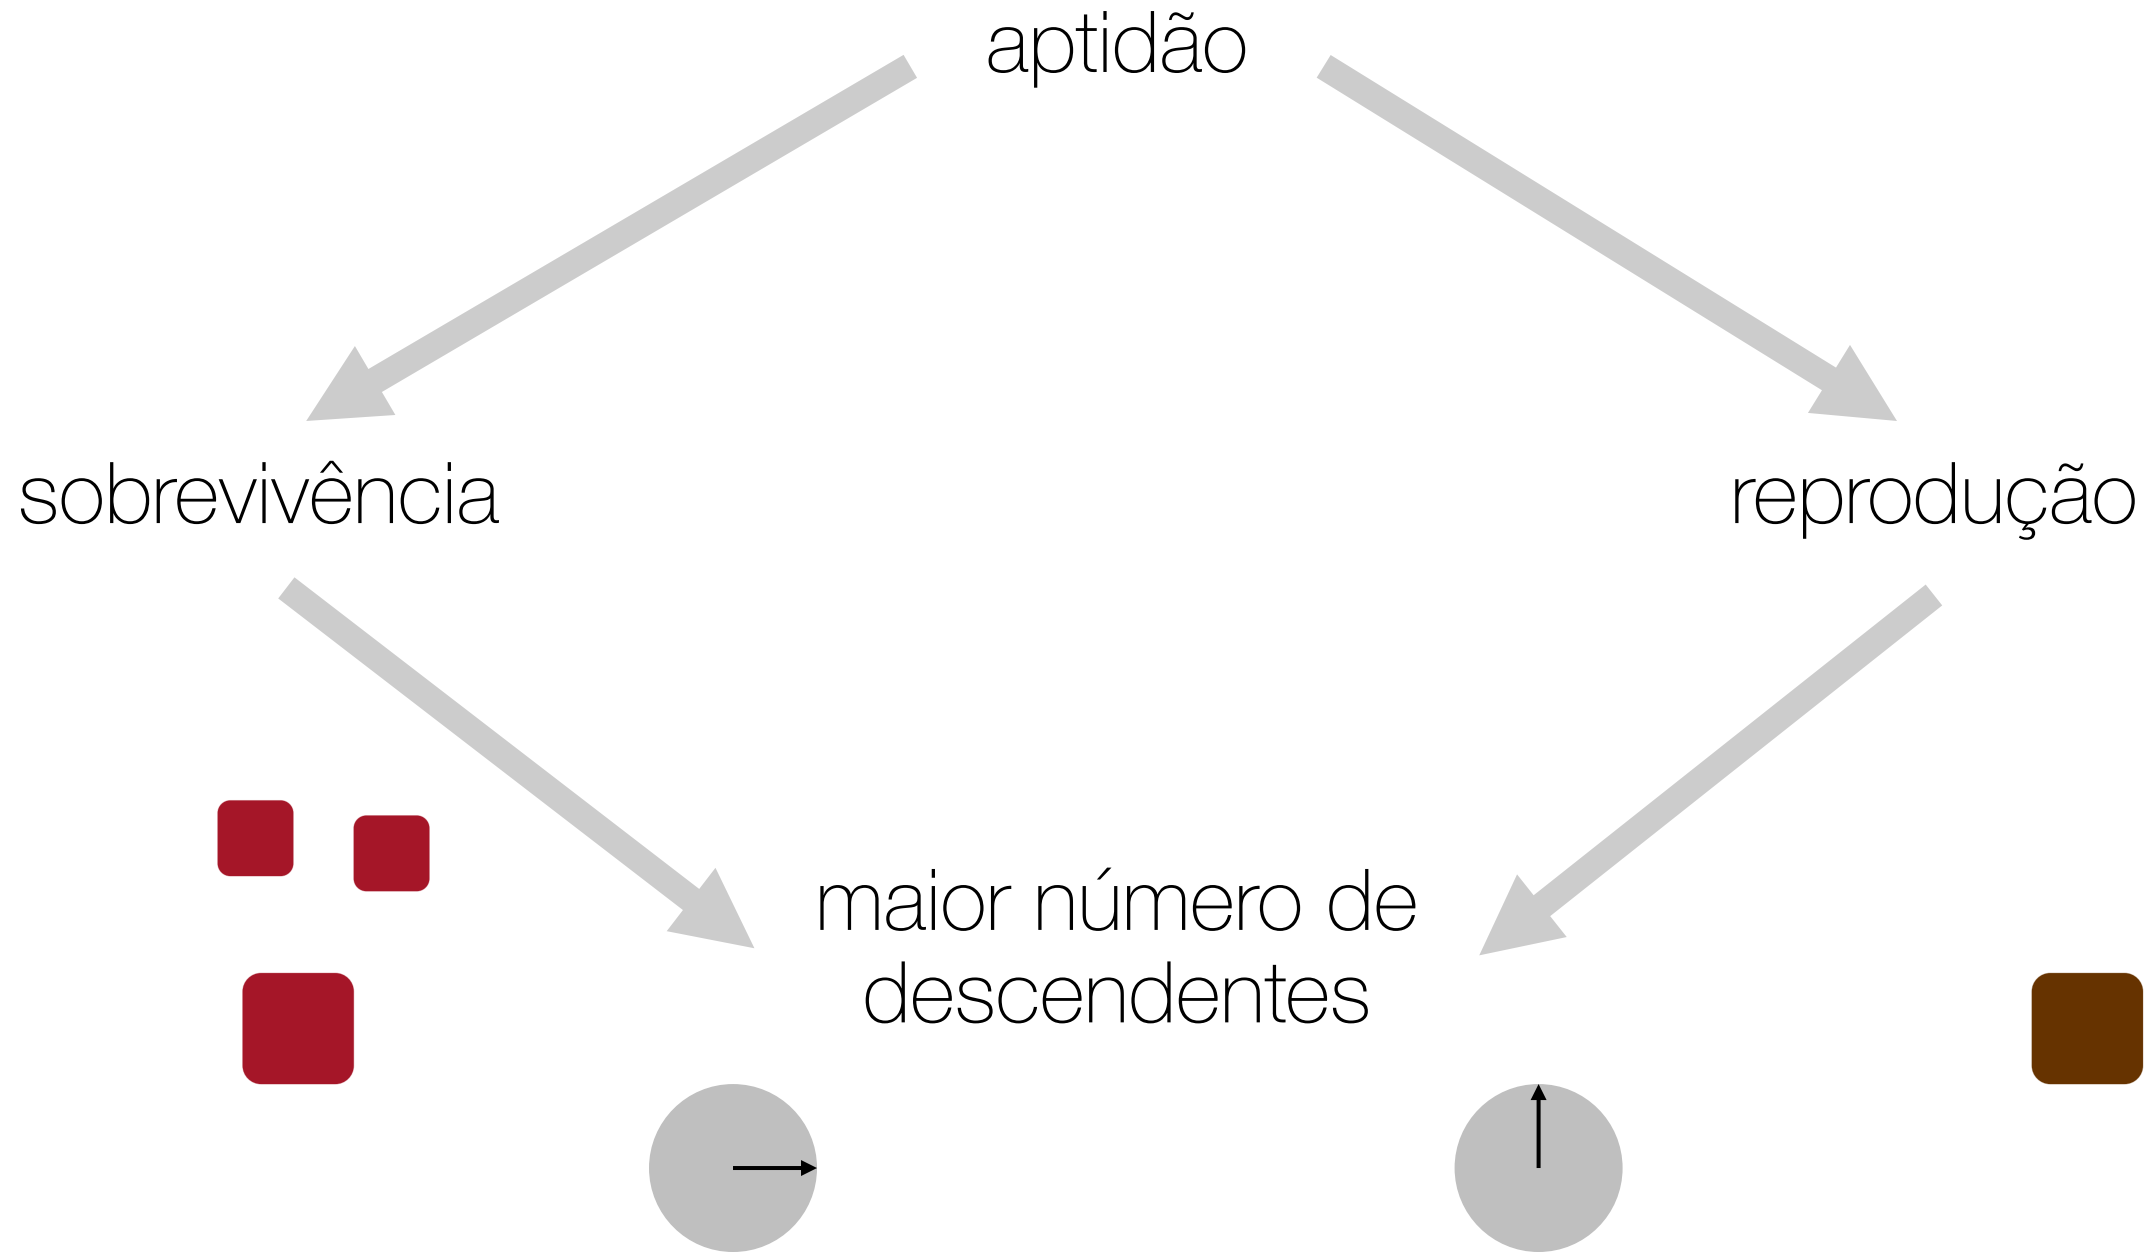 aptidão
sobrevivência
reprodução
maior número de
descendentes